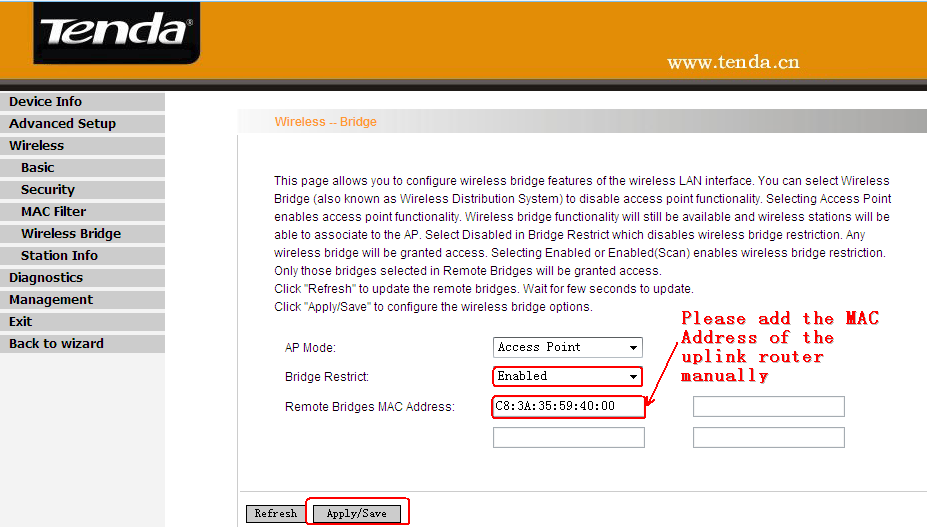 Tenda®
www.tenda.cn
Device Info
Advanced Setup
Wireless
Basic
Security
MAC Filter
Wireless Bridge
Station Info
Diagnostics
Management
Exit
Back to wizard
Wireless -- Bridge
This page allows you to configure wireless bridge features of the wireless LAN interface. You can select Wireless
Bridge (also known as Wireless Distribution System) to disable access point functionality. Selecting Access Point
enables access point functionality. Wireless bridge functionality will still be available and wireless stations will be
able to associate to the AP. Select Disabled in Bridge Restrict which disables wireless bridge restriction. Any
wireless bridge will be granted access. Selecting Enabled or Enabled(Scan) enables wireless bridge restriction.
Only those bridges selected in Remote Bridges will be granted access.
Click "Refresh" to update the remote bridges. Wait for few seconds to update.
Click "Apply/Save" to configure the wireless bridge options.
Please add the MAC
Address of the
uplink router
manually
AP Mode: Access Point
Bridge Restrict: Enabled
Remote Bridges MAC Address: C8:3A:35:59:40:00
Refresh Apply/Save